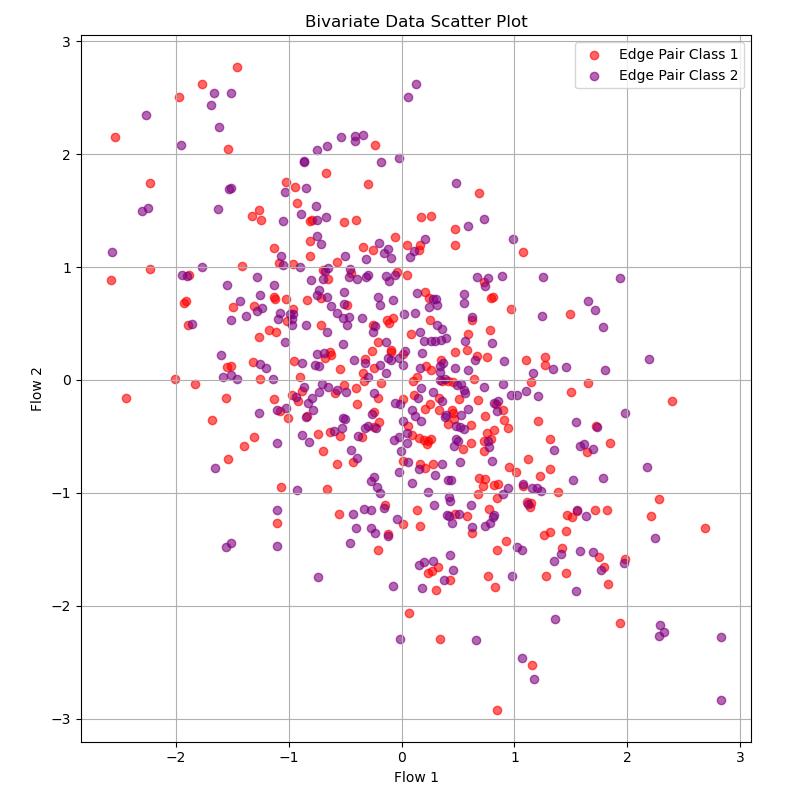 Bivariate Data Scatter Plot
Edge Pair Class 1
Edge Pair Class 2
3
2
1
0
−1
−2
−3
Flow 2
−2
−1
0
1
2
3
Flow 1